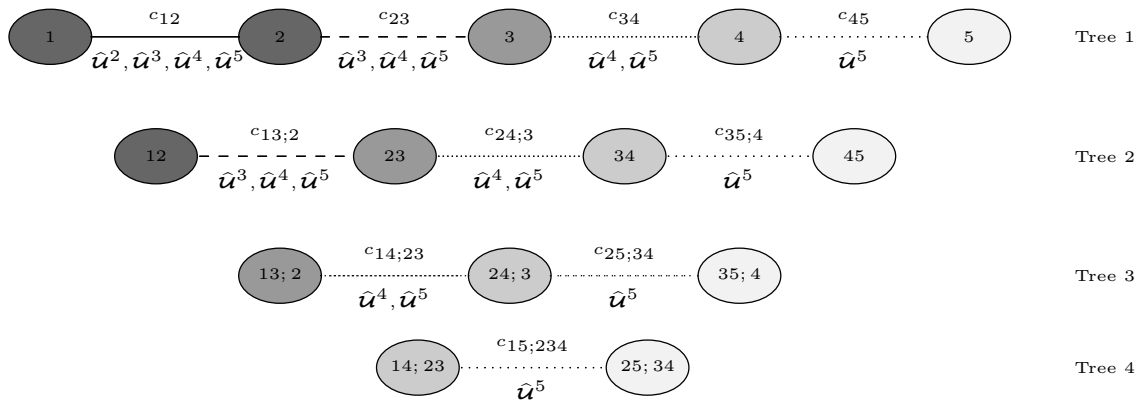 c12 c23 c34 c45
1 2 3 4 5 Tree 1
û², û³, û⁴, û⁵ û³, û⁴, û⁵ û⁴, û⁵ û⁵
c13;2 c24;3 c35;4
12 23 34 45 Tree 2
û³, û⁴, û⁵ û⁴, û⁵ û⁵
c14;23 c25;34
13; 2 24; 3 35; 4 Tree 3
û⁴, û⁵ û⁵
c15;234
14; 23 25; 34 Tree 4
û⁵